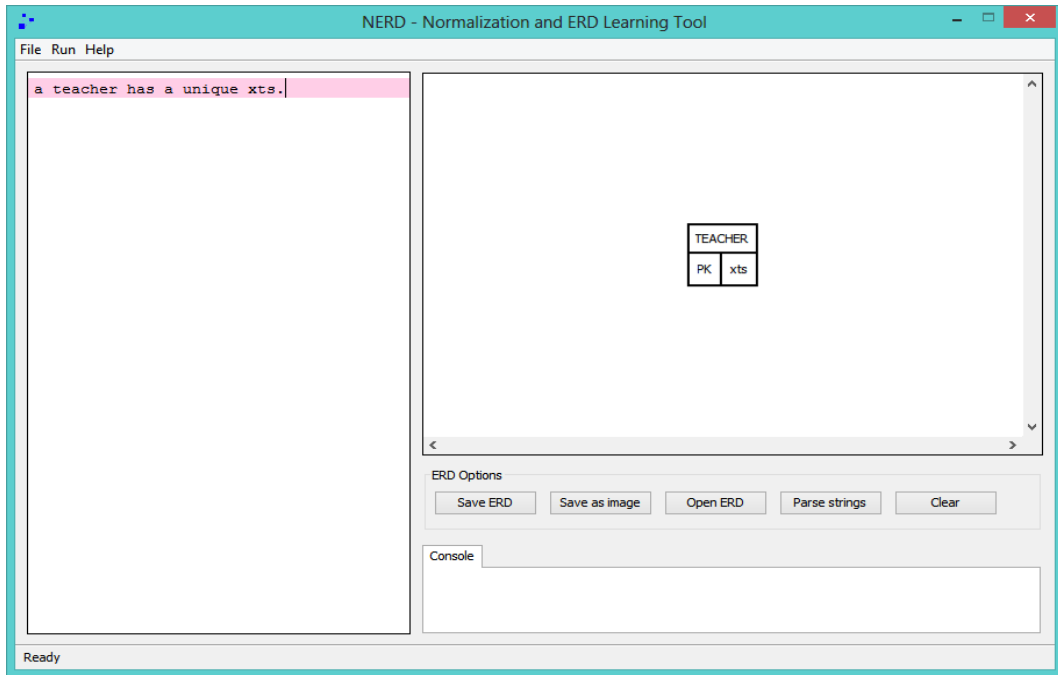 NERD - Normalization and ERD Learning Tool
File Run Help
a teacher has a unique xts.
TEACHER
PK xts
ERD Options
Save ERD Save as image Open ERD Parse strings Clear
Console
Ready